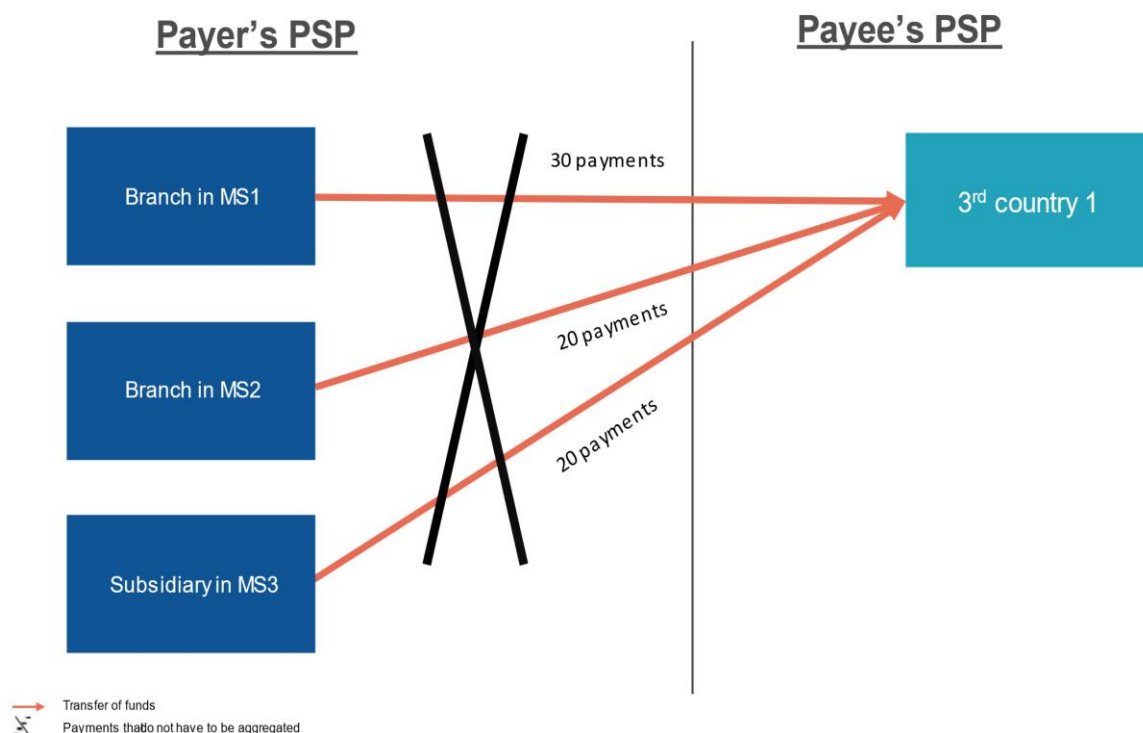 Payer's PSP
Payee's PSP
Branch in MS1
30 payments
3rd country 1
Branch in MS2
20 payments
20 payments
Subsidiary in MS3
Transfer of funds
Payments thatdo not have to be aggregated